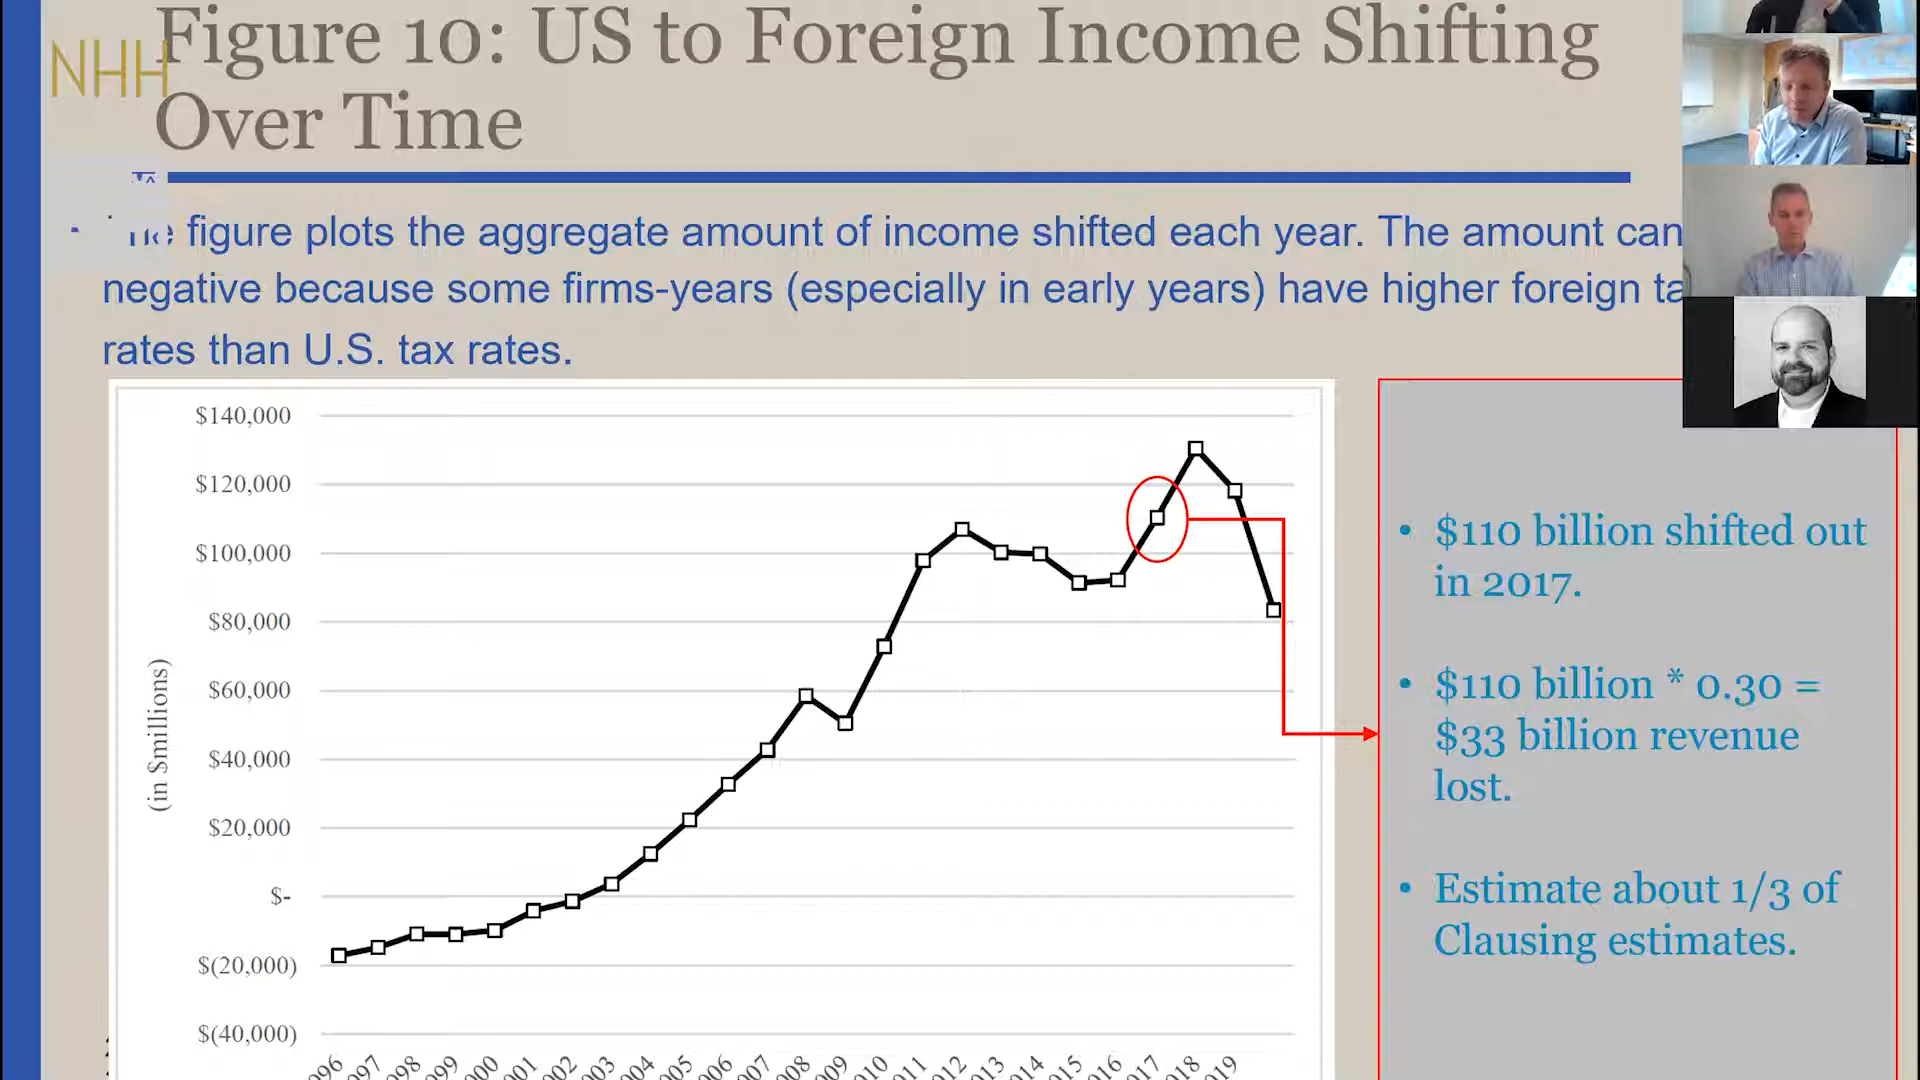 Figure 10: US to Foreign Income Shifting
NHH
Over Time
figure plots the aggregate amount of income shifted each year. The amount can
negative because some firms-years (especially in early years) have higher foreign
rates than U.S. tax rates.
$140,000
$120,000
$100,000
$80,000
$60,000
$40,000
$20,000
$-
$(20,000)
$(40,000)
(in $millions)
• $110 billion shifted out
in 2017.
• $110 billion * 0.30 =
$33 billion revenue
lost.
• Estimate about 1/3 of
Clausing estimates.